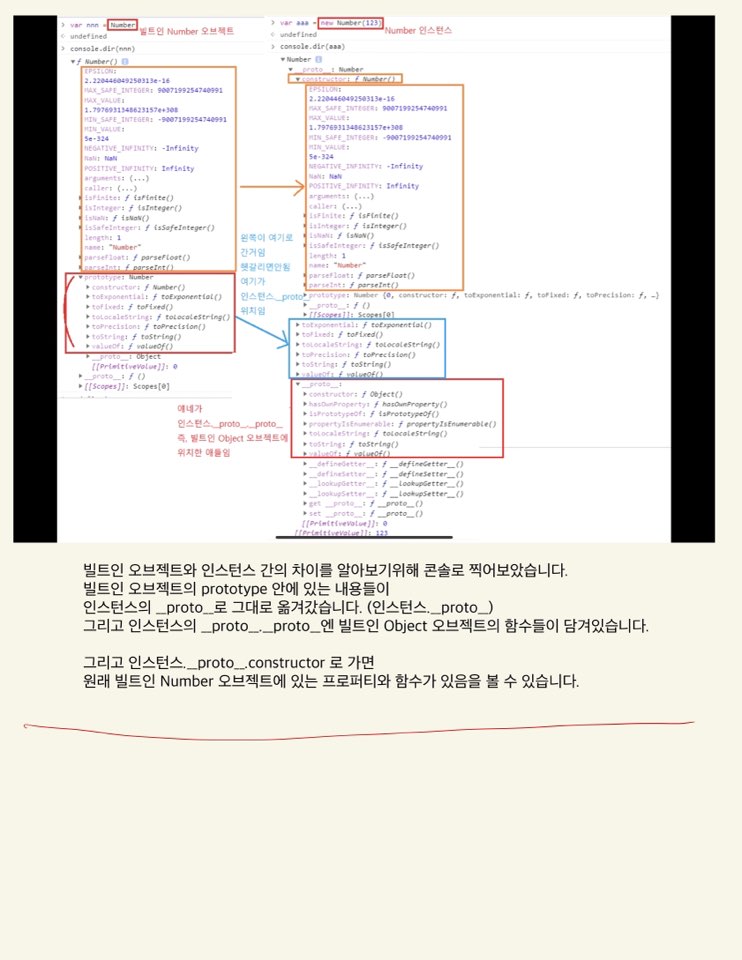 > var nnn = Number
빌트인 Number 오브젝트
< undefined
> console.dir(nnn)
▼ƒ Number()
EPSILON:
2.220446049250313e-16
MAX_SAFE_INTEGER: 9007199254740991
MAX_VALUE:
1.7976931348623157e+308
MIN_SAFE_INTEGER: -9007199254740991
MIN_VALUE:
5e-324
NEGATIVE_INFINITY: -Infinity
NaN: NaN
POSITIVE_INFINITY: Infinity
arguments: (...)
caller: (...)
▶isFinite: ƒ isFinite()
▶isInteger: ƒ isInteger()
▶isNaN: ƒ isNaN()
▶isSafeInteger: ƒ isSafeInteger()
length: 1
name: "Number"
▶parseFloat: ƒ parseFloat()
▶parseInt: ƒ parseInt()
▼prototype: Number
▶constructor: ƒ Number()
▶toExponential: ƒ toExponential()
▶toFixed: ƒ toFixed()
▶toLocaleString: ƒ toLocaleString()
▶toPrecision: ƒ toPrecision()
▶toString: ƒ toString()
▶valueOf: ƒ valueOf()
▶__proto__: Object
[[PrimitiveValue]]: 0
▶__proto__: ƒ ()
▶[[Scopes]]: Scopes[0]
왼쪽이 여기로
간거임
헷갈리면안됨
여기가
인스턴스.__proto__
위치임
얘네가
인스턴스.__proto__.__proto__
즉, 빌트인 Object 오브젝트에
위치한 애들임
> var aaa = new Number(123)
Number 인스턴스
< undefined
> console.dir(aaa)
▼Number
▼__proto__: Number
▼constructor: ƒ Number()
EPSILON:
2.220446049250313e-16
MAX_SAFE_INTEGER: 9007199254740991
MAX_VALUE:
1.7976931348623157e+308
MIN_SAFE_INTEGER: -9007199254740991
MIN_VALUE:
5e-324
NEGATIVE_INFINITY: -Infinity
NaN: NaN
POSITIVE_INFINITY: Infinity
arguments: (...)
caller: (...)
▶isFinite: ƒ isFinite()
▶isInteger: ƒ isInteger()
▶isNaN: ƒ isNaN()
▶isSafeInteger: ƒ isSafeInteger()
length: 1
name: "Number"
▶parseFloat: ƒ parseFloat()
▶parseInt: ƒ parseInt()
▶prototype: Number {0, constructor: ƒ, toExponential: ƒ, toFixed: ƒ, toPrecision: ƒ, …}
▶__proto__: ƒ ()
▶[[Scopes]]: Scopes[0]
▶toExponential: ƒ toExponential()
▶toFixed: ƒ toFixed()
▶toLocaleString: ƒ toLocaleString()
▶toPrecision: ƒ toPrecision()
▶toString: ƒ toString()
▶valueOf: ƒ valueOf()
▼__proto__:
▶constructor: ƒ Object()
▶hasOwnProperty: ƒ hasOwnProperty()
▶isPrototypeOf: ƒ isPrototypeOf()
▶propertyIsEnumerable: ƒ propertyIsEnumerable()
▶toLocaleString: ƒ toLocaleString()
▶toString: ƒ toString()
▶valueOf: ƒ valueOf()
▶__defineGetter__: ƒ __defineGetter__()
▶__defineSetter__: ƒ __defineSetter__()
▶__lookupGetter__: ƒ __lookupGetter__()
▶__lookupSetter__: ƒ __lookupSetter__()
▶get __proto__: ƒ __proto__()
▶set __proto__: ƒ __proto__()
[[PrimitiveValue]]: 0
[[PrimitiveValue]]: 123
빌트인 오브젝트와 인스턴스 간의 차이를 알아보기위해 콘솔로 찍어보았습니다.
빌트인 오브젝트의 prototype 안에 있는 내용들이
인스턴스의 __proto__로 그대로 옮겨갔습니다. (인스턴스.__proto__)
그리고 인스턴스의 __proto__.__proto__엔 빌트인 Object 오브젝트의 함수들이 담겨있습니다.
그리고 인스턴스.__proto__.constructor 로 가면
원래 빌트인 Number 오브젝트에 있는 프로퍼티와 함수가 있음을 볼 수 있습니다.